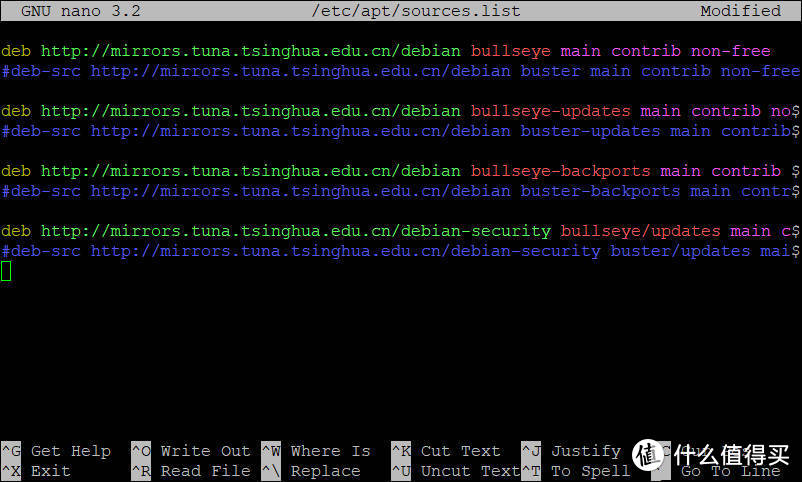 GNU nano 3.2 /etc/apt/sources.list Modified
deb http://mirrors.tuna.tsinghua.edu.cn/debian bullseye main contrib non-free
#deb-src http://mirrors.tuna.tsinghua.edu.cn/debian buster main contrib non-free
deb http://mirrors.tuna.tsinghua.edu.cn/debian bullseye-updates main contrib no$
#deb-src http://mirrors.tuna.tsinghua.edu.cn/debian buster-updates main contrib$
deb http://mirrors.tuna.tsinghua.edu.cn/debian bullseye-backports main contrib $
#deb-src http://mirrors.tuna.tsinghua.edu.cn/debian buster-backports main contr$
deb http://mirrors.tuna.tsinghua.edu.cn/debian-security bullseye/updates main c$
#deb-src http://mirrors.tuna.tsinghua.edu.cn/debian-security buster/updates mai$
^G Get Help ^O Write Out ^W Where Is ^K Cut Text ^J Justify
^X Exit ^R Read File ^\ Replace ^U Uncut Text ^T To Spell Go To Line
值 什么值得买